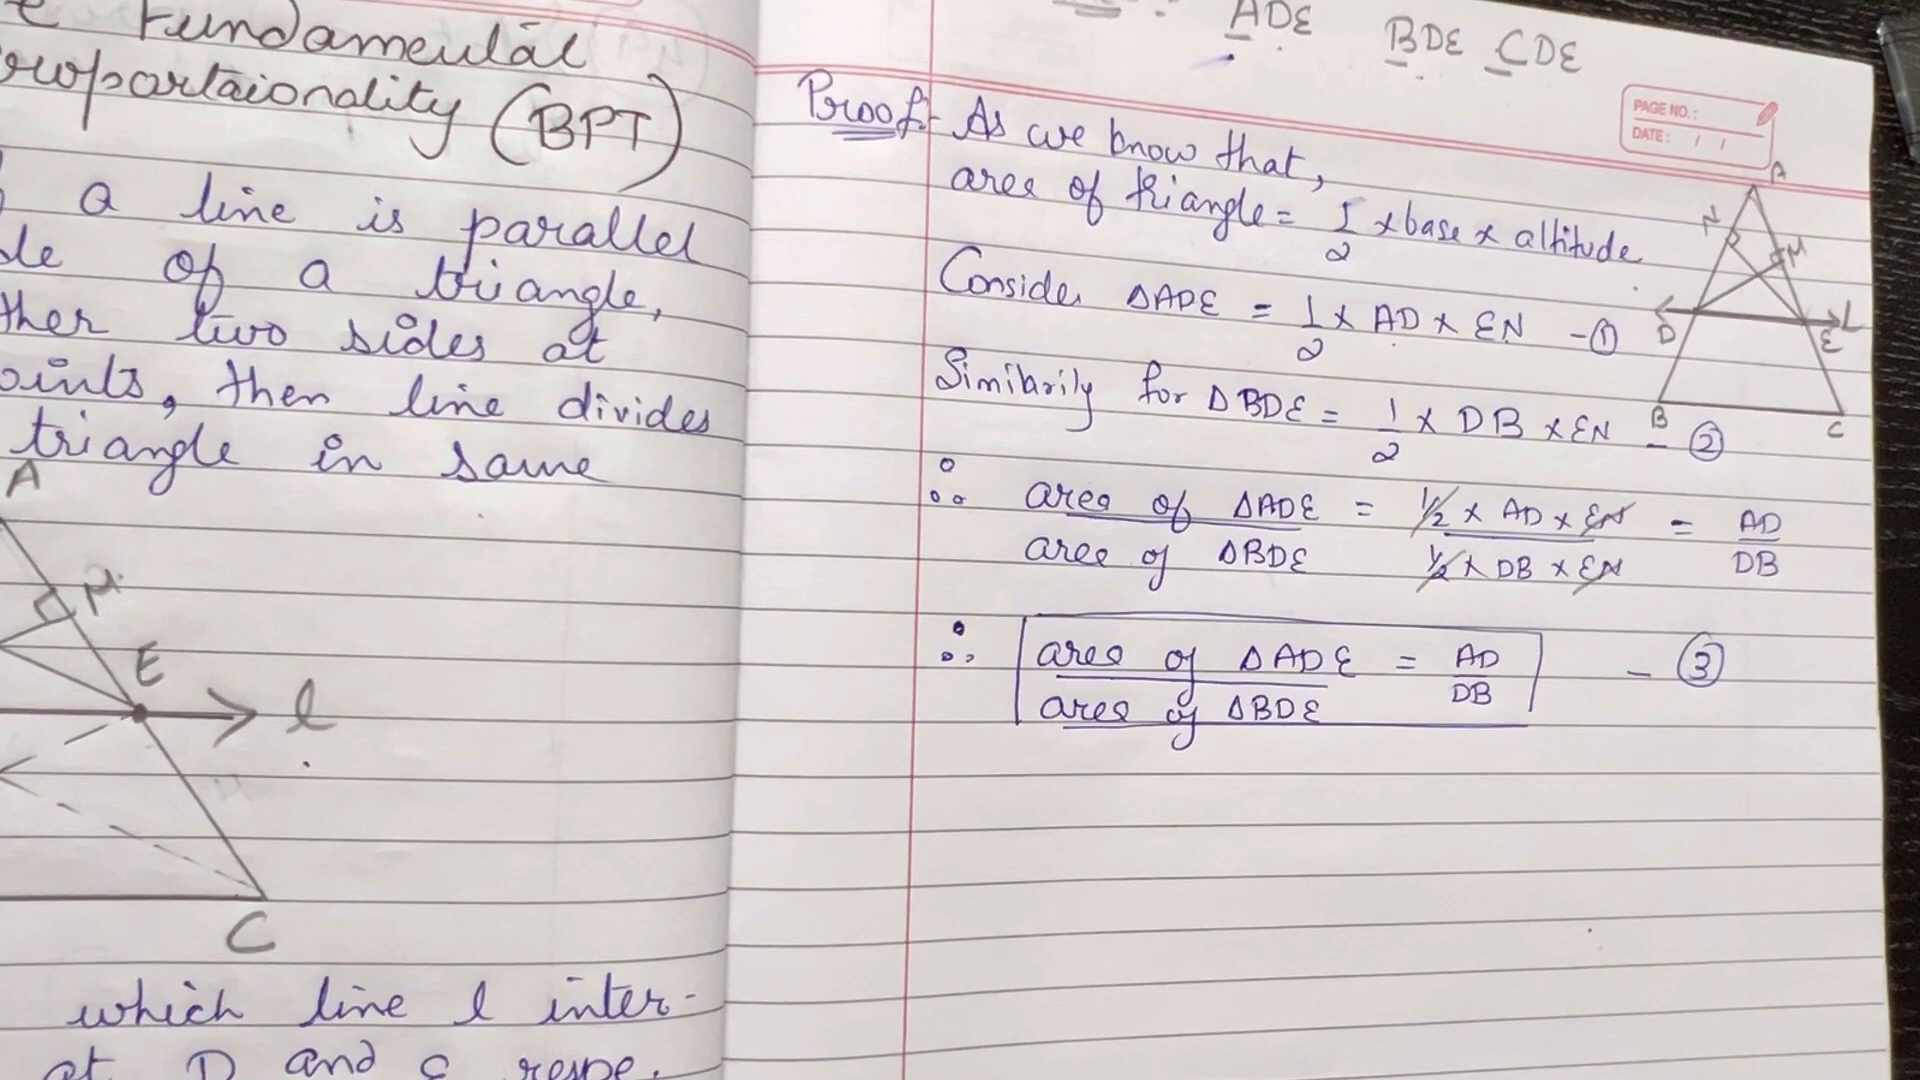 Fundamental
(BPT)
a line is parallel
of a triangle,
two sides at
, then line divides
triangle in same
A
M
E
l
C
which line l inter-
at D and E respe.
ADE BDE CDE
PAGE NO.:
DATE: / /
Proof:- As we know that,
area of triangle = 1/2 x base x altitude
Consider ΔADE = 1/2 x AD x EN - ①
Similarily for ΔBDE = 1/2 x DB x EN - ②
∴ area of ΔADE / area of ΔBDE = 1/2 x AD x EN / 1/2 x DB x EN = AD / DB
∴ area of ΔADE / area of ΔBDE = AD / DB - ③
A
N
M
D
E
L
B
C